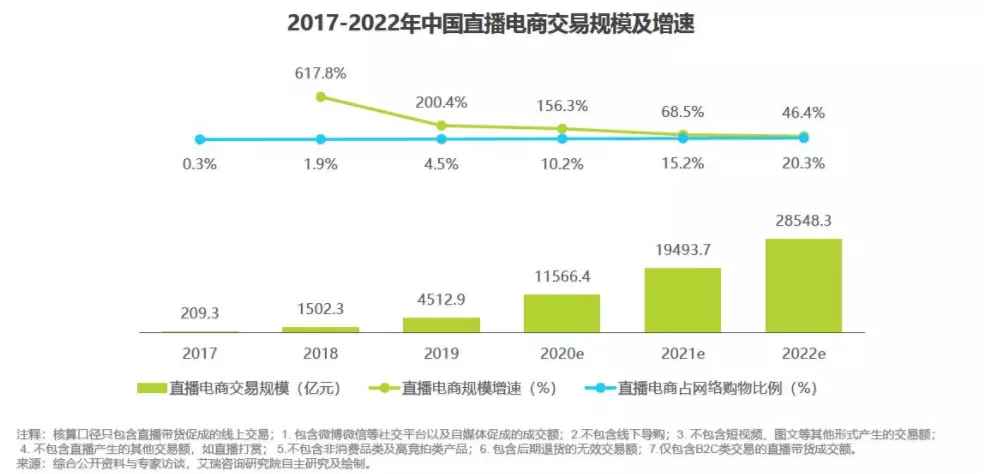 2017-2022年中国直播电商交易规模及增速
617.8% 200.4% 156.3% 68.5% 46.4%
0.3% 1.9% 4.5% 10.2% 15.2% 20.3%
209.3 1502.3 4512.9 11566.4 19493.7 28548.3
2017 2018 2019 2020e 2021e 2022e
直播电商交易规模（亿元） 直播电商规模增速（%） 直播电商占网络购物比例（%）
注释：核算口径只包含直播带货促成的线上交易；1. 包含微博微信等社交平台以及自媒体促成的成交额；2.不包含线下导购；3. 不包含短视频、图文等其他形式产生的交易额；
4. 不包含直播产生的其他交易额，如直播打赏；5.不包含非消费品类及高竞拍类产品；6. 包含后期退货的无效交易额；7.仅包含B2C类交易的直播带货成交额。
来源：综合公开资料与专家访谈，艾瑞咨询研究院自主研究及绘制。